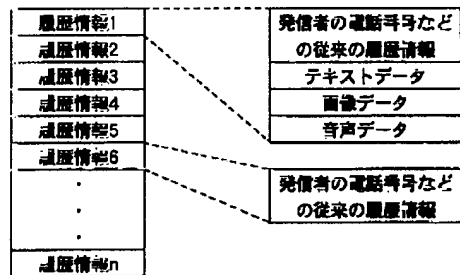 履歴情報1
履歴情報2
履歴情報3
履歴情報4
履歴情報5
履歴情報6
・
・
・
履歴情報n
発信者の電話番号など
の従来の履歴情報
テキストデータ
画像データ
音声データ
発信者の電話番号など
の従来の履歴情報